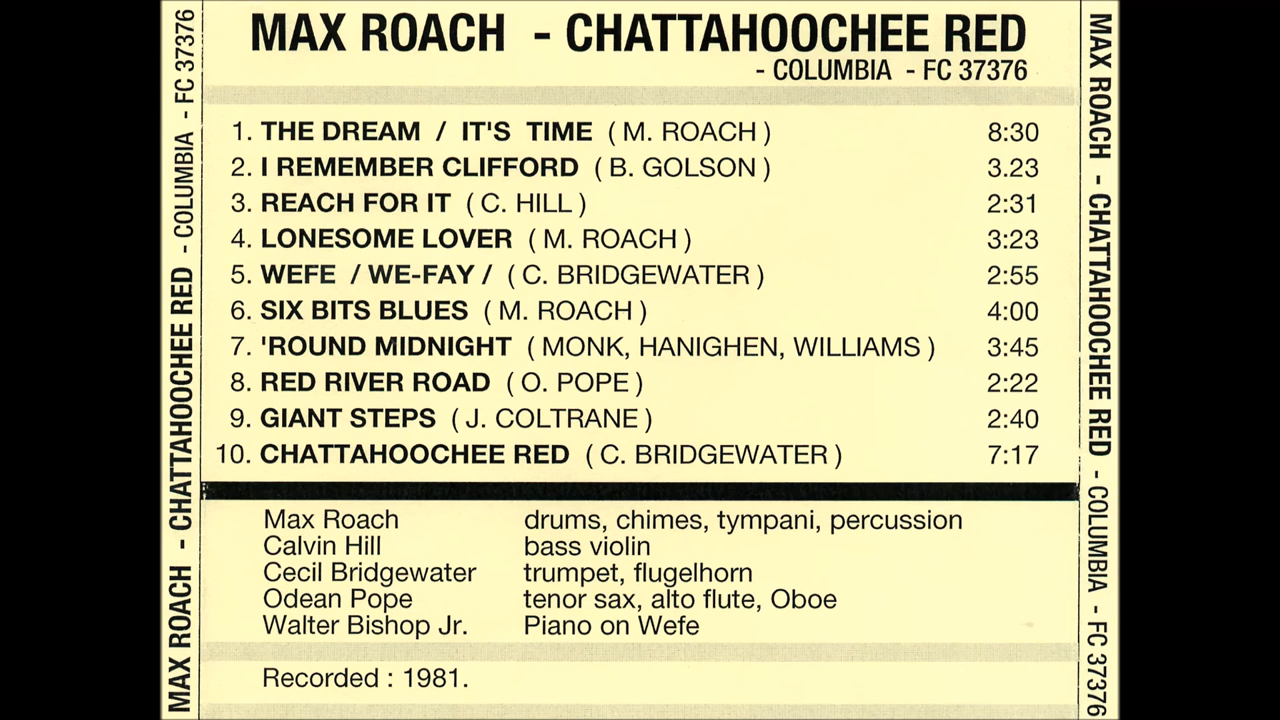 MAX ROACH - CHATTAHOOCHEE RED
- COLUMBIA - FC 37376
1. THE DREAM / IT'S TIME ( M. ROACH ) 8:30
2. I REMEMBER CLIFFORD ( B. GOLSON ) 3.23
3. REACH FOR IT ( C. HILL ) 2:31
4. LONESOME LOVER ( M. ROACH ) 3:23
5. WEFE / WE-FAY / ( C. BRIDGEWATER ) 2:55
6. SIX BITS BLUES ( M. ROACH ) 4:00
7. 'ROUND MIDNIGHT ( MONK, HANIGHEN, WILLIAMS ) 3:45
8. RED RIVER ROAD ( O. POPE ) 2:22
9. GIANT STEPS ( J. COLTRANE ) 2:40
10. CHATTAHOOCHEE RED ( C. BRIDGEWATER ) 7:17
Max Roach drums, chimes, tympani, percussion
Calvin Hill bass violin
Cecil Bridgewater trumpet, flugelhorn
Odean Pope tenor sax, alto flute, Oboe
Walter Bishop Jr. Piano on Wefe
Recorded : 1981.
MAX ROACH - CHATTAHOOCHEE RED - COLUMBIA - FC 37376
MAX ROACH - CHATTAHOOCHEE RED - COLUMBIA - FC 37376